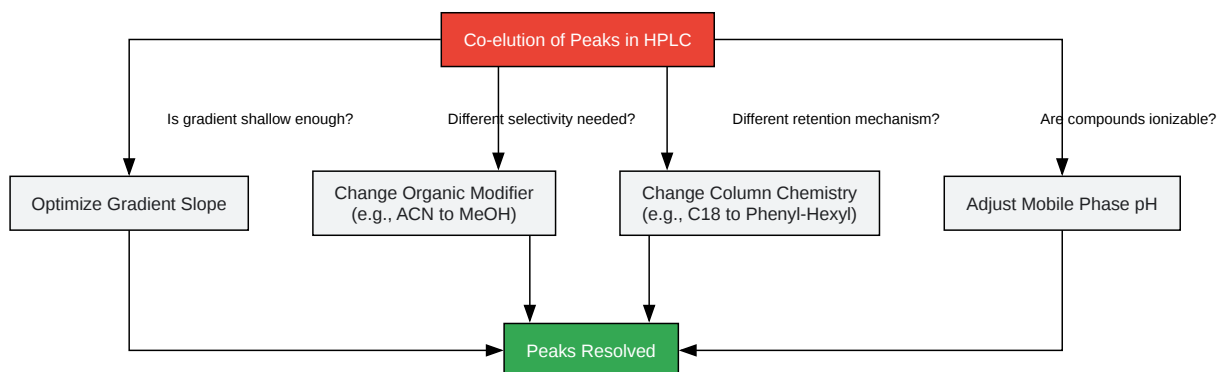 Co-elution of Peaks in HPLC
Is gradient shallow enough?
Different selectivity needed?
Different retention mechanism?
Are compounds ionizable?
Optimize Gradient Slope
Change Organic Modifier
(e.g., ACN to MeOH)
Change Column Chemistry
(e.g., C18 to Phenyl-Hexyl)
Adjust Mobile Phase pH
Peaks Resolved